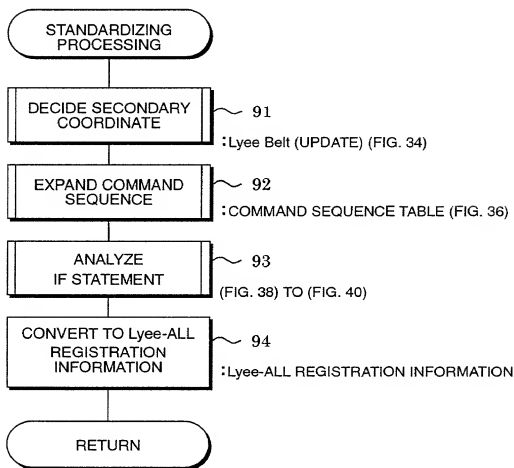 STANDARDIZING
PROCESSING
DECIDE SECONDARY
COORDINATE
91
:Lyee Belt (UPDATE) (FIG. 34)
EXPAND COMMAND
SEQUENCE
92
:COMMAND SEQUENCE TABLE (FIG. 36)
ANALYZE
IF STATEMENT
93
(FIG. 38) TO (FIG. 40)
CONVERT TO Lyee-ALL
REGISTRATION
INFORMATION
94
:Lyee-ALL REGISTRATION INFORMATION
RETURN